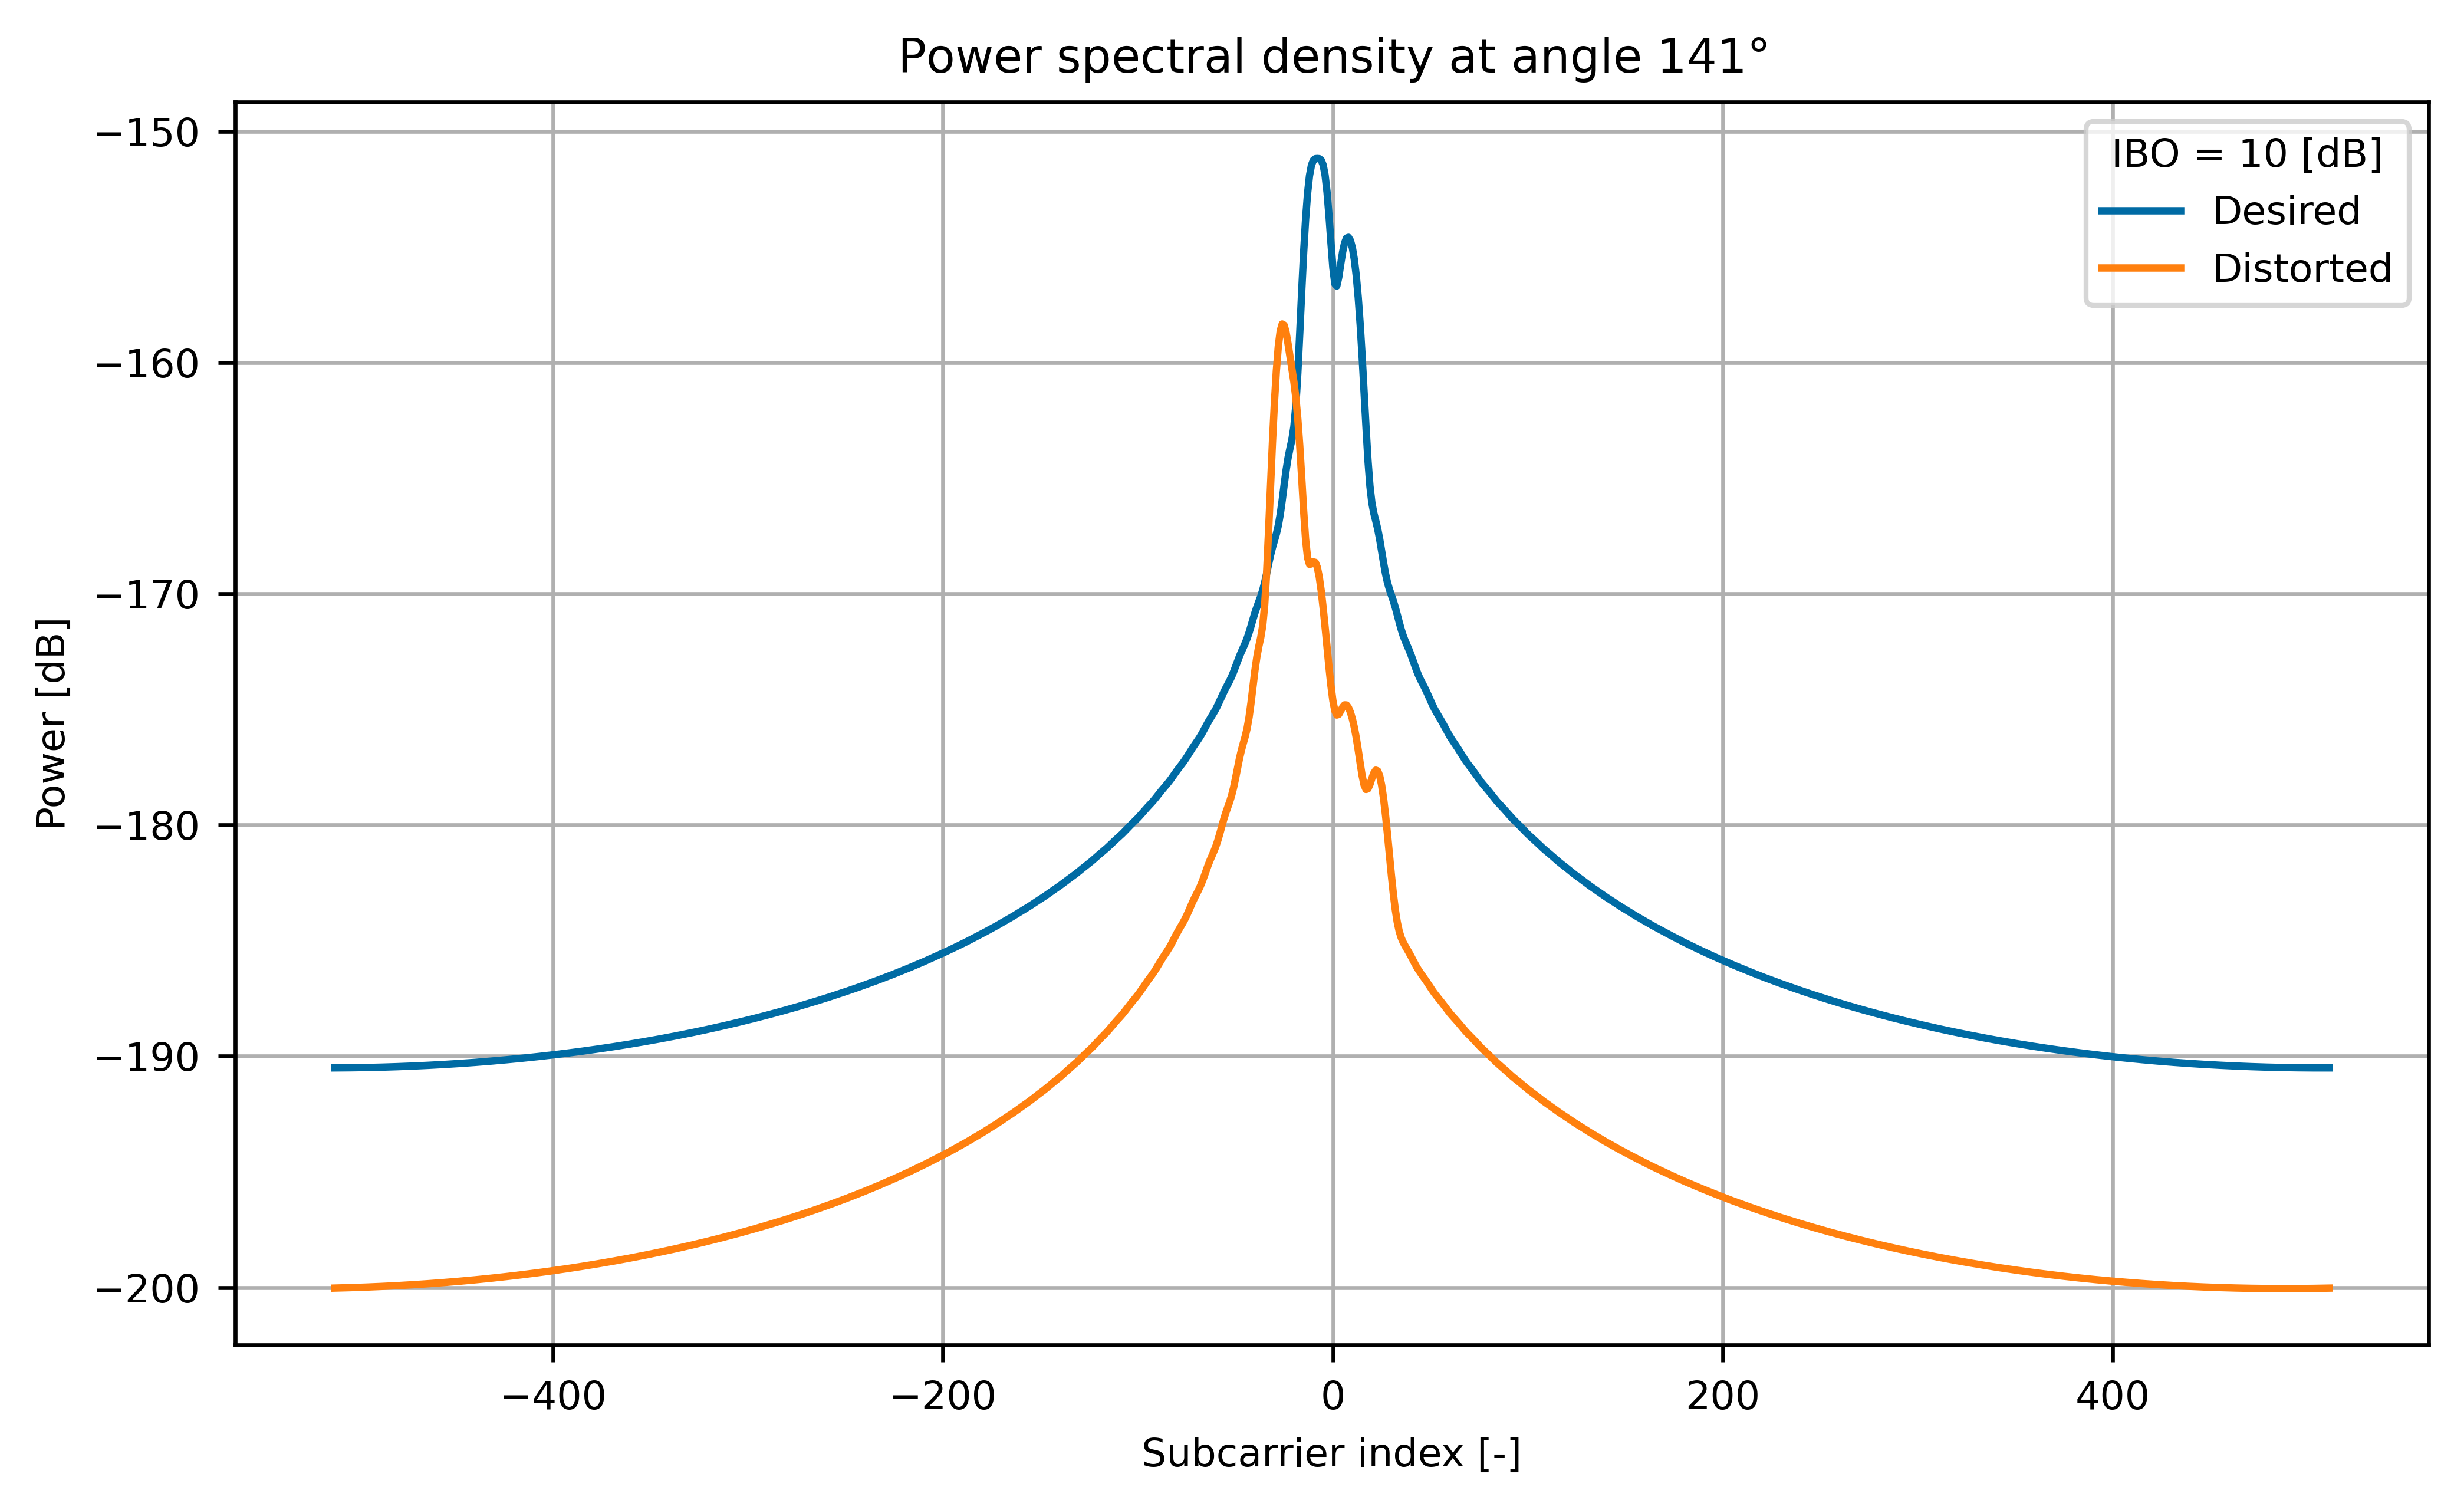 Power spectral density at angle 141°
IBO = 10 [dB]
Desired
Distorted
Power [dB]
−150
−160
−170
−180
−190
−200
−400
−200
0
200
400
Subcarrier index [-]